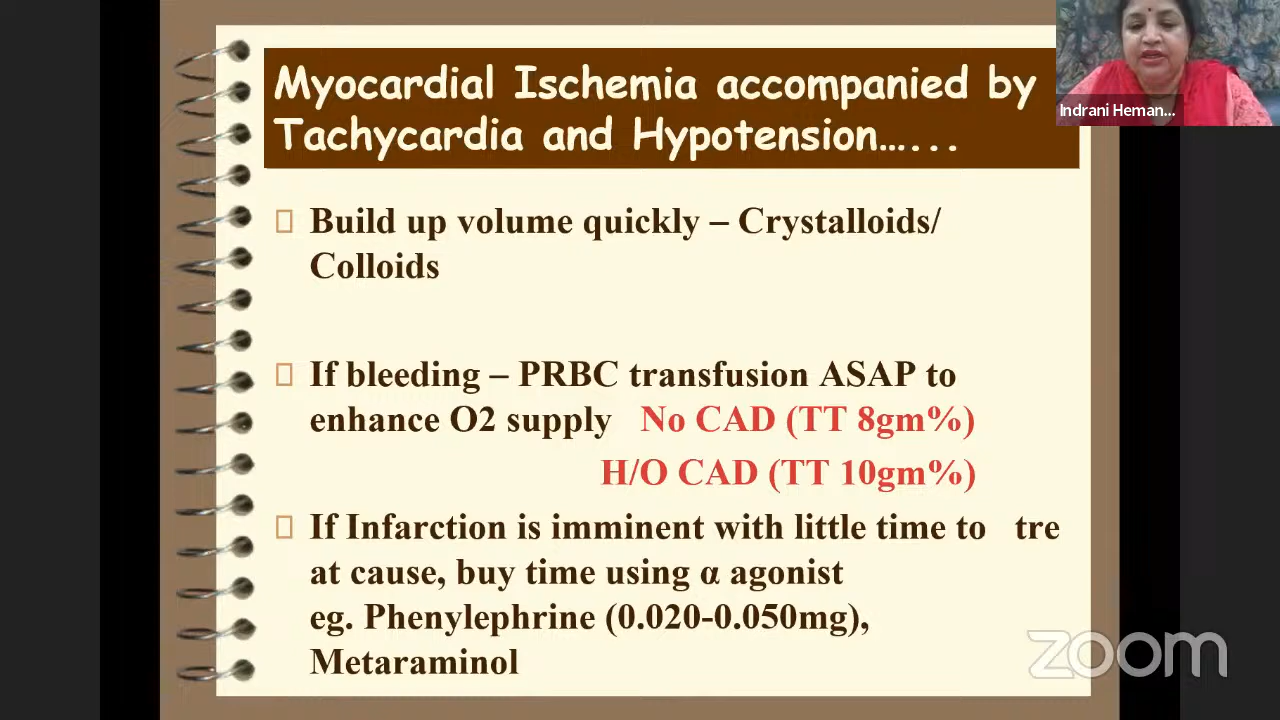 Myocardial Ischemia accompanied by
Tachycardia and Hypotension…...
Indrani Heman...
Build up volume quickly – Crystalloids/
Colloids
If bleeding – PRBC transfusion ASAP to
enhance O2 supply No CAD (TT 8gm%)
H/O CAD (TT 10gm%)
If Infarction is imminent with little time to tre
at cause, buy time using α agonist
eg. Phenylephrine (0.020-0.050mg),
Metaraminol
zoom